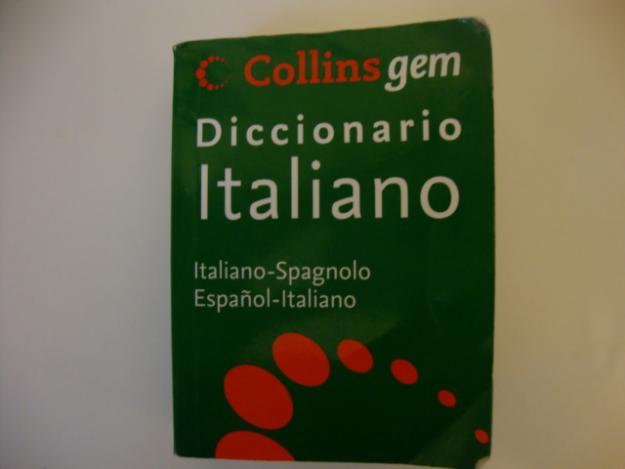 Collins gem
Diccionario
Italiano
Italiano-Spagnolo
Español-Italiano